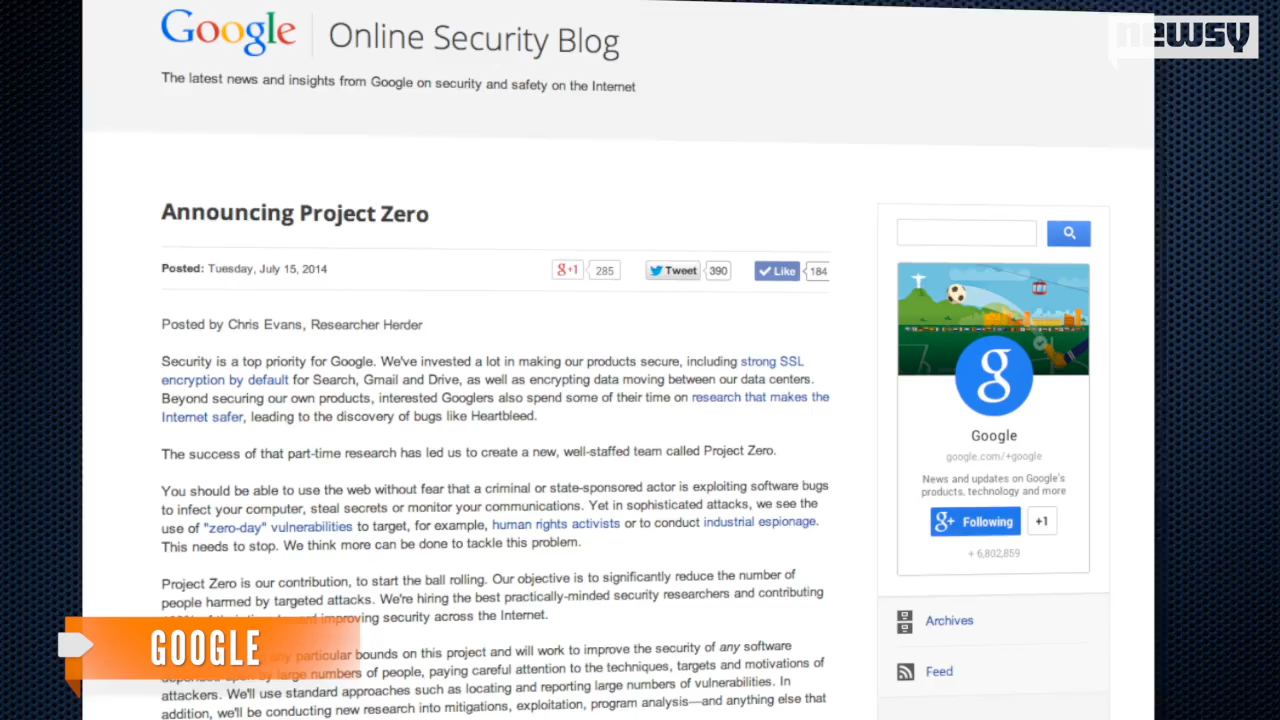 newsy
Google Online Security Blog
The latest news and insights from Google on security and safety on the Internet
Announcing Project Zero
Posted: Tuesday, July 15, 2014
g+1 285 Tweet 390 Like 184
Posted by Chris Evans, Researcher Herder
Security is a top priority for Google. We've invested a lot in making our products secure, including strong SSL
encryption by default for Search, Gmail and Drive, as well as encrypting data moving between our data centers.
Beyond securing our own products, interested Googlers also spend some of their time on research that makes the
Internet safer, leading to the discovery of bugs like Heartbleed.
The success of that part-time research has led us to create a new, well-staffed team called Project Zero.
You should be able to use the web without fear that a criminal or state-sponsored actor is exploiting software bugs
to infect your computer, steal secrets or monitor your communications. Yet in sophisticated attacks, we see the
use of "zero-day" vulnerabilities to target, for example, human rights activists or to conduct industrial espionage.
This needs to stop. We think more can be done to tackle this problem.
Project Zero is our contribution, to start the ball rolling. Our objective is to significantly reduce the number of
people harmed by targeted attacks. We're hiring the best practically-minded security researchers and contributing
improving security across the Internet.
particular bounds on this project and will work to improve the security of any software
large numbers of people, paying careful attention to the techniques, targets and motivations of
attackers. We'll use standard approaches such as locating and reporting large numbers of vulnerabilities. In
addition, we'll be conducting new research into mitigations, exploitation, program analysis—and anything else that
g
Google
google.com/+google
News and updates on Google's
products, technology and more
g+ Following +1
+ 6,802,859
Archives
Feed
GOOGLE